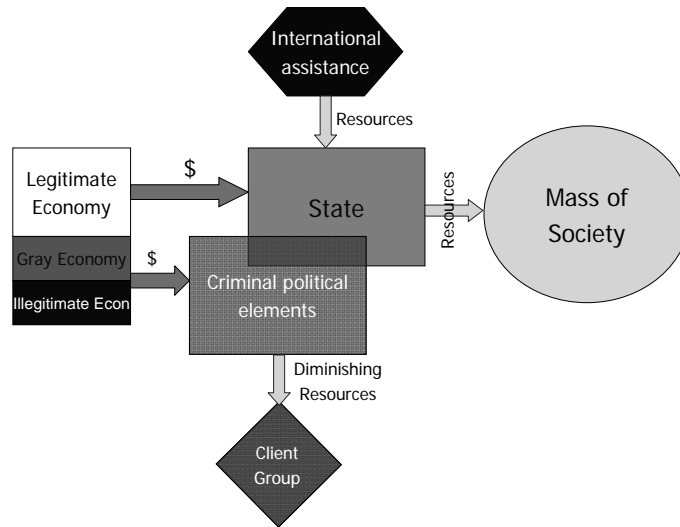 International
assistance
Resources
$
Legitimate
Economy
State
Resources
Mass of
Society
Gray Economy
$
Criminal political
elements
Illegitimate Econ
Diminishing
Resources
Client
Group